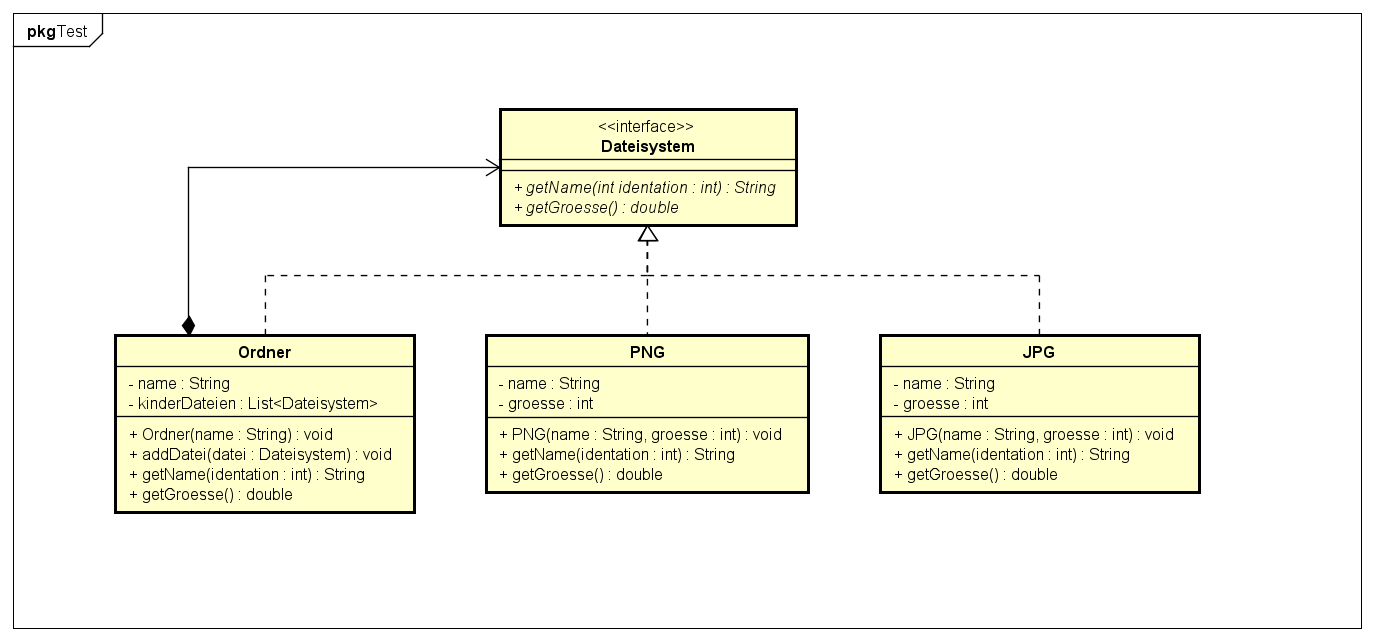 pkgTest
<<interface>>
Dateisystem
+ getName(int identation : int) : String
+ getGroesse() : double
Ordner
- name : String
- kinderDateien : List<Dateisystem>
+ Ordner(name : String) : void
+ addDatei(datei : Dateisystem) : void
+ getName(identation : int) : String
+ getGroesse() : double
PNG
- name : String
- groesse : int
+ PNG(name : String, groesse : int) : void
+ getName(identation : int) : String
+ getGroesse() : double
JPG
- name : String
- groesse : int
+ JPG(name : String, groesse : int) : void
+ getName(identation : int) : String
+ getGroesse() : double